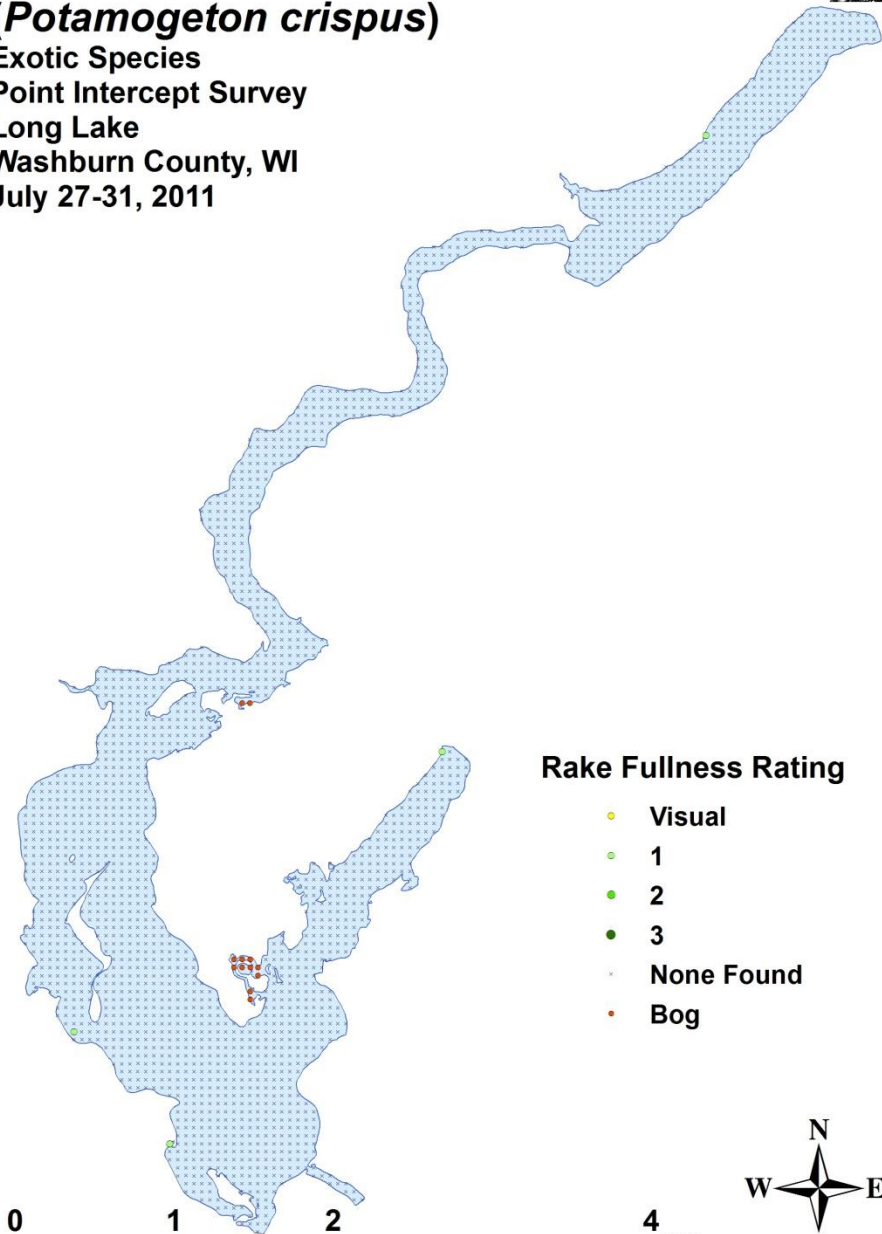 (Potamogeton crispus)
Exotic Species
Point Intercept Survey
Long Lake
Washburn County, WI
July 27-31, 2011
Rake Fullness Rating
Visual
1
2
3
None Found
Bog
N
W E
0 1 2 4